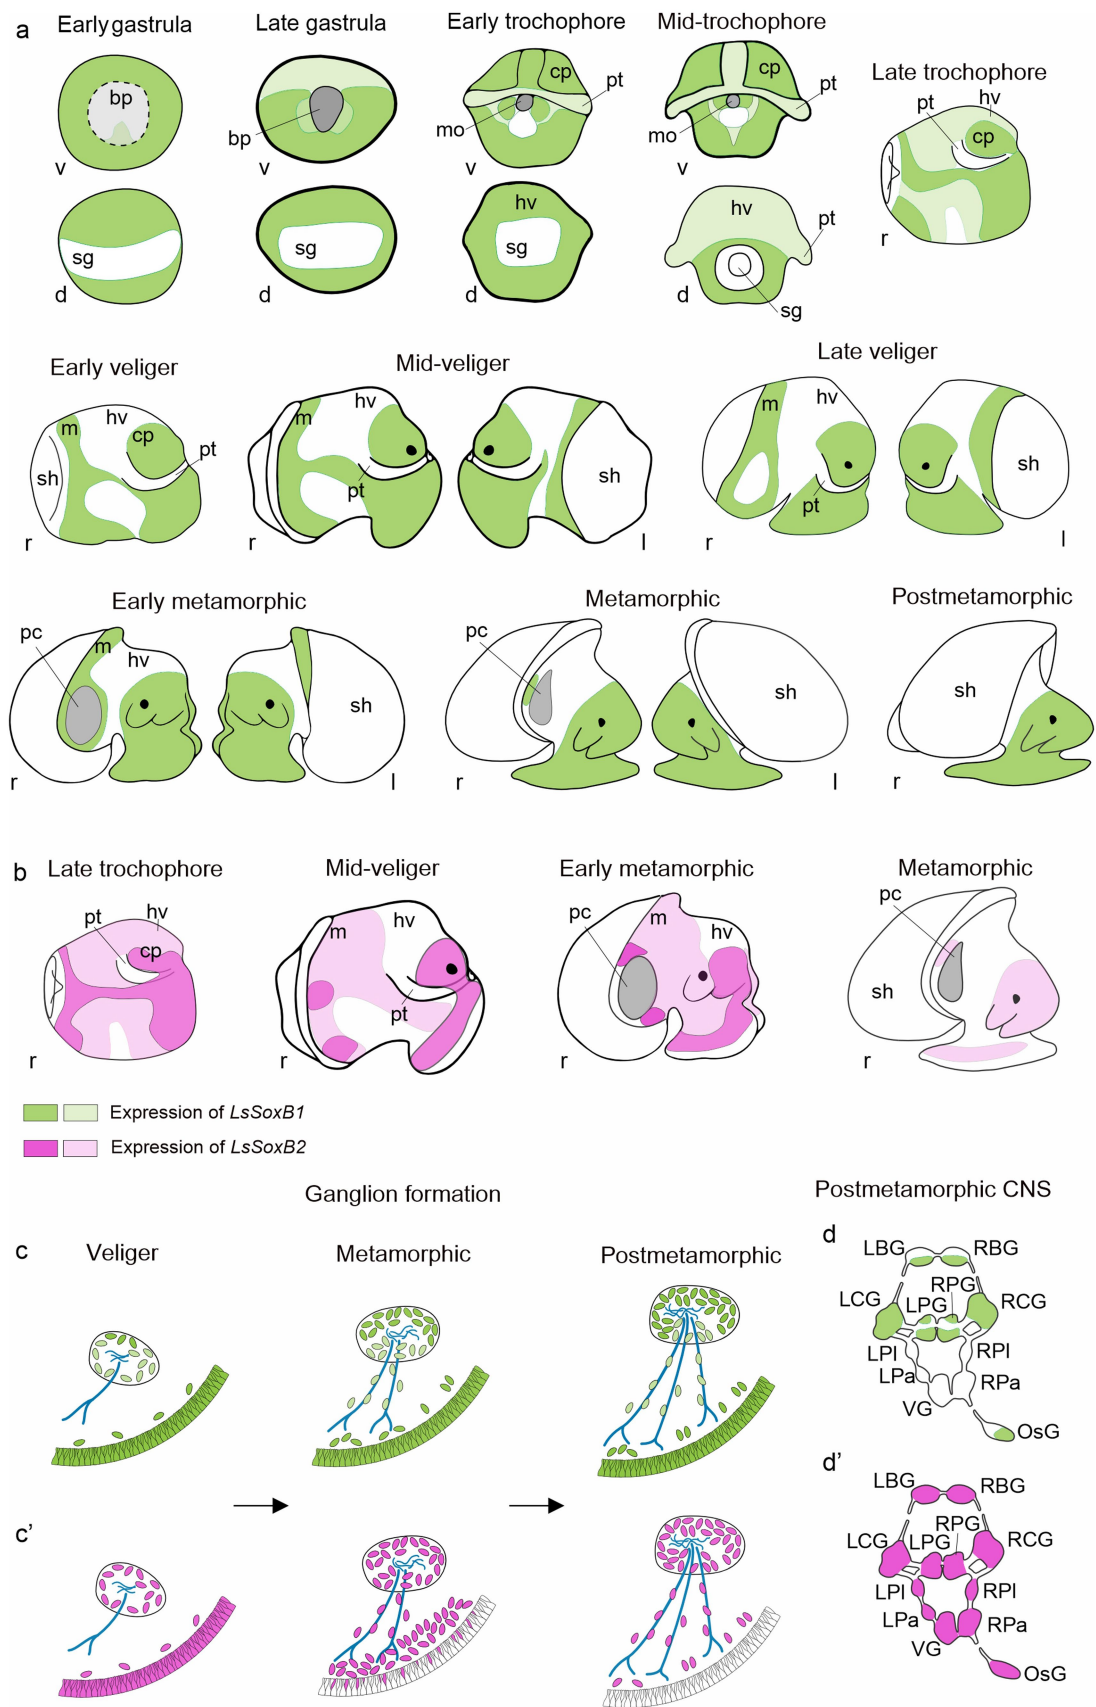 a
Early gastrula
Late gastrula
Early trochophore
Mid-trochophore
Late trochophore
bp
v
bp
v
cp
pt
mo
v
cp
pt
mo
v
pt
hv
cp
r
sg
d
sg
d
hv
sg
d
hv
pt
d
sg
Early veliger
Mid-veliger
Late veliger
m
hv
cp
pt
sh
r
m
hv
pt
r
sh
l
m
hv
pt
r
sh
l
Early metamorphic
Metamorphic
Postmetamorphic
pc
m
hv
r
sh
l
pc
r
sh
l
sh
r
b
Late trochophore
Mid-veliger
Early metamorphic
Metamorphic
pt
hv
cp
r
m
hv
pt
r
pc
m
hv
r
pc
sh
r
Expression of LsSoxB1
Expression of LsSoxB2
Ganglion formation
Postmetamorphic CNS
c
Veliger
Metamorphic
Postmetamorphic
d
LBG
RBG
RPG
LCG
LPG
RCG
LPl
RPl
LPa
RPa
VG
OsG
c’
d’
LBG
RBG
RPG
LCG
LPG
RCG
LPl
RPl
LPa
RPa
VG
OsG